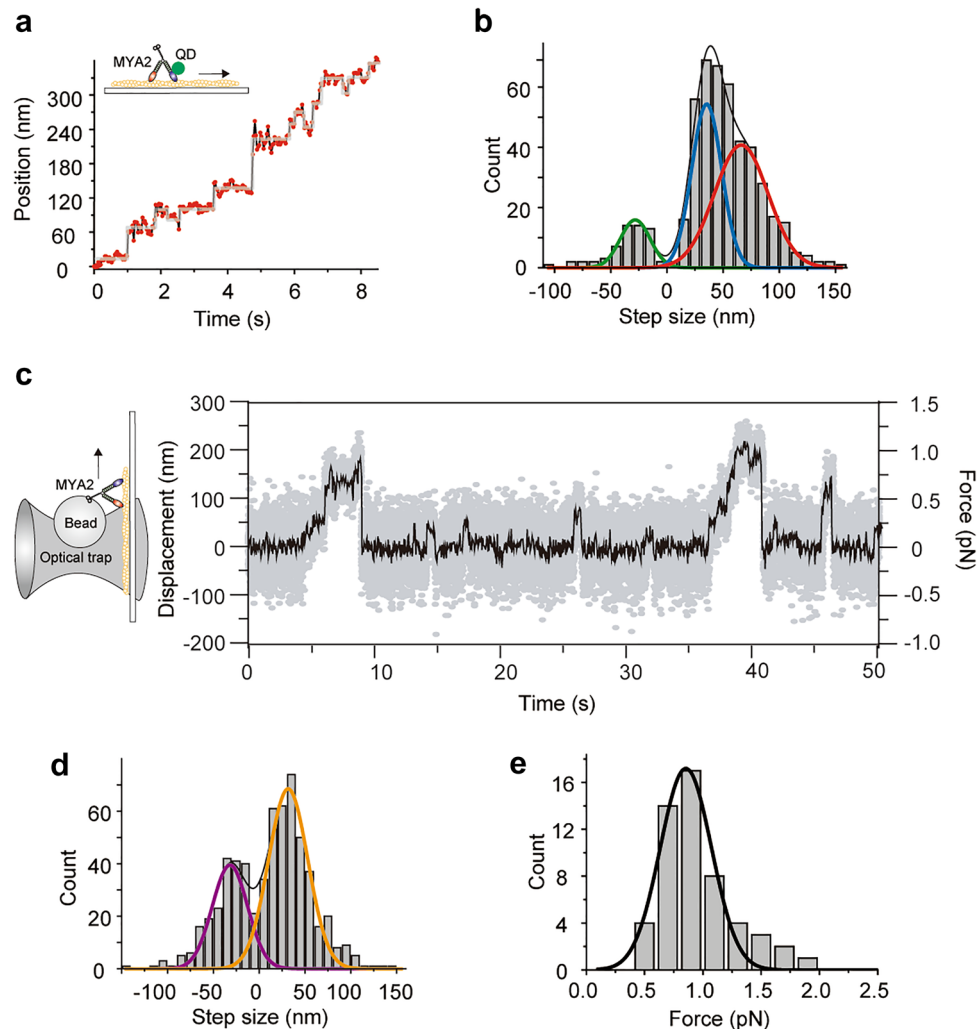 a
MYA2
QD
Position (nm)
300
240
180
120
60
0
0 2 4 6 8
Time (s)
b
Count
60
40
20
0
-100 -50 0 50 100 150
Step size (nm)
c
MYA2
Bead
Optical trap
Displacement (nm)
300
200
100
0
-100
-200
1.5
1.0
0.5
0
-0.5
-1.0
Force (pN)
0 10 20 30 40 50
Time (s)
d
Count
60
40
20
0
-100 -50 0 50 100 150
Step size (nm)
e
Count
16
12
8
4
0
0.0 0.5 1.0 1.5 2.0 2.5
Force (pN)